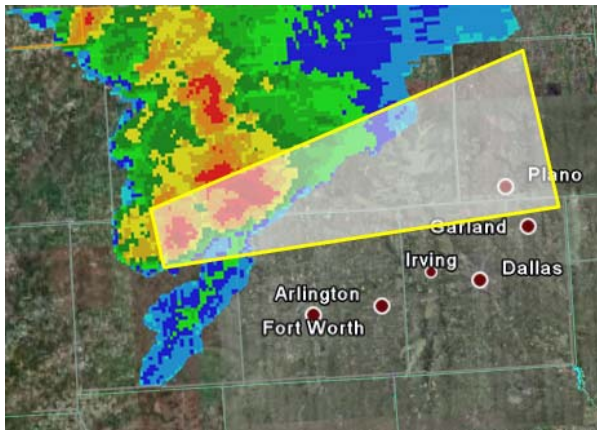 Plano
Garland
Irving
Dallas
Arlington
Fort Worth